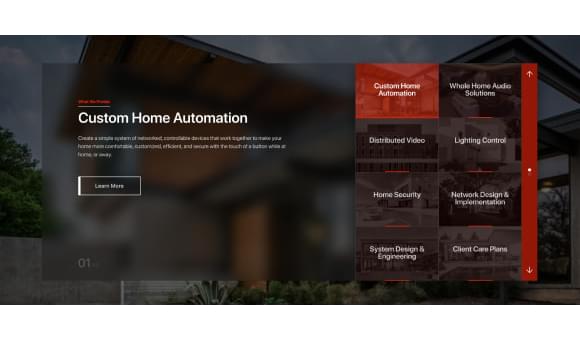 What We Provide
Custom Home Automation
Create a simple system of networked, controllable devices that work together to make your
home more comfortable, customized, efficient, and secure with the touch of a button while at
home, or away.
Learn More
01
Custom Home
Automation
Whole Home Audio
Solutions
Distributed Video
Lighting Control
Home Security
Network Design &
Implementation
System Design &
Engineering
Client Care Plans